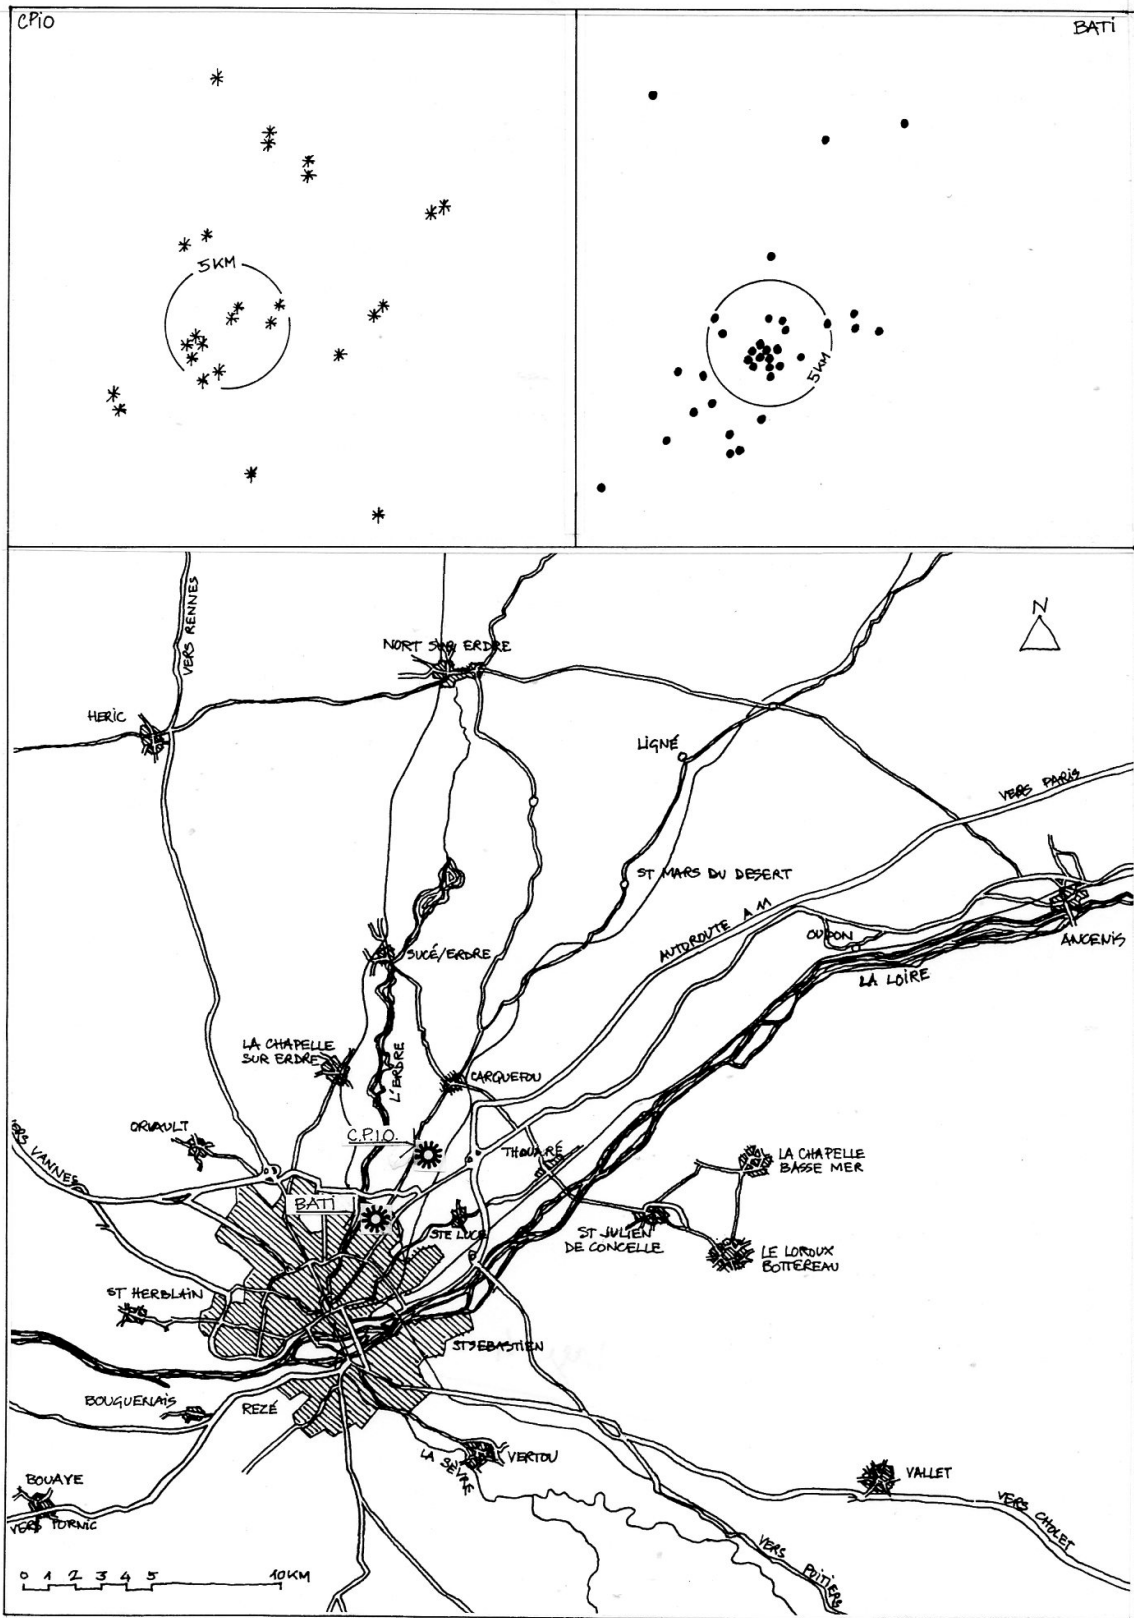 CPiO
BATi
5KM
5KM
VERS RENNES
N
NORT SUR ERDRE
HERIC
LIGNÉ
VERS PARIS
ST MARS DU DESERT
AUTOROUTE A 11
OUDON
ANCENIS
SUCÉ/ERDRE
LA LOIRE
LA CHAPELLE
SUR ERDRE
L'ERDRE
CARQUEFOU
ORVAULT
C.P.I.O.
VERS VANNES
THOUARÉ
LA CHAPELLE
BASSE MER
BATi
STE LUCE
ST JULIEN
DE CONCELLE
LE LOROUX
BOTTEREAU
ST HERBLAIN
ST SEBASTIEN
BOUGUENAIS
REZÉ
LA SÈVRE
VERTOU
BOUAYE
VALLET
VERS PORNIC
VERS CHOLET
VERS
POITIERS
0 1 2 3 4 5 10KM